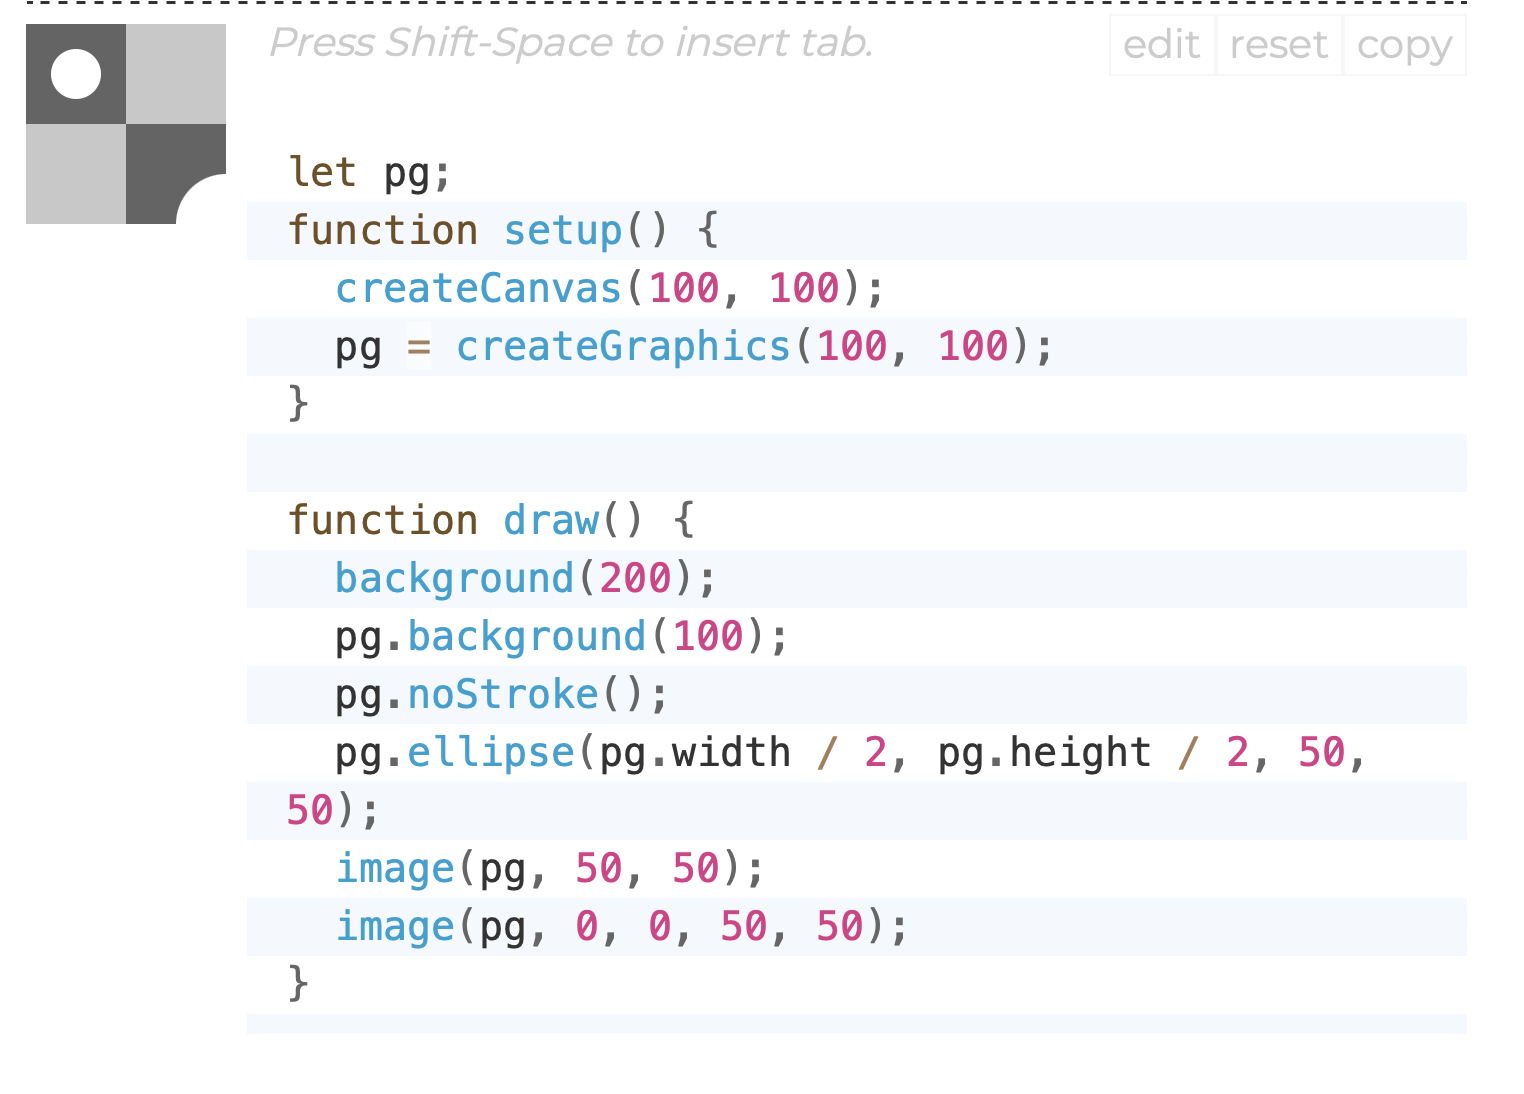 Press Shift-Space to insert tab.
edit reset copy
let pg;
function setup() {
  createCanvas(100, 100);
  pg = createGraphics(100, 100);
}

function draw() {
  background(200);
  pg.background(100);
  pg.noStroke();
  pg.ellipse(pg.width / 2, pg.height / 2, 50,
50);
  image(pg, 50, 50);
  image(pg, 0, 0, 50, 50);
}